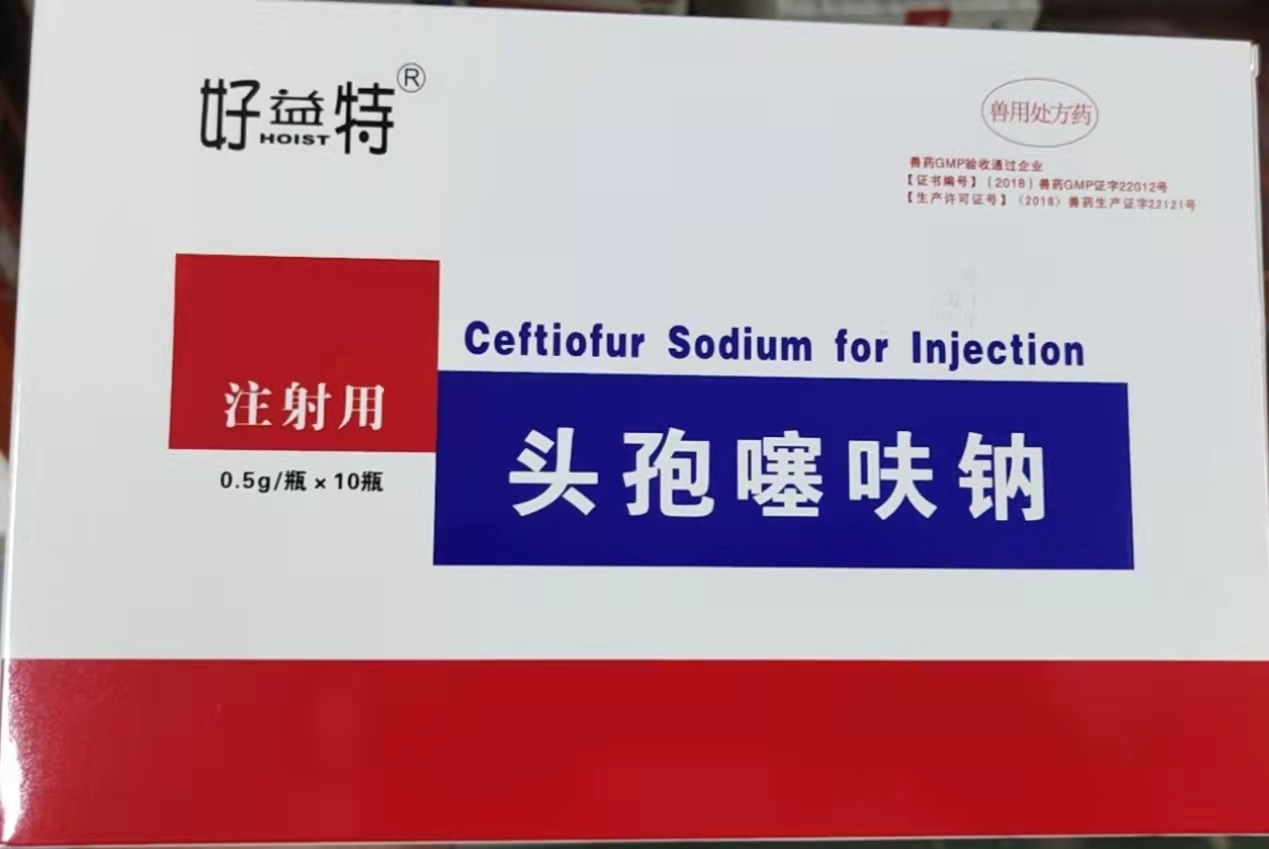 好益特®
HOIST
兽用处方药
兽药GMP验收通过企业
【证书编号】(2018)兽药GMP证字22012号
【生产许可证号】(2018)兽药生产证字22121号
Ceftiofur Sodium for Injection
注射用
头孢噻呋钠
0.5g/瓶×10瓶